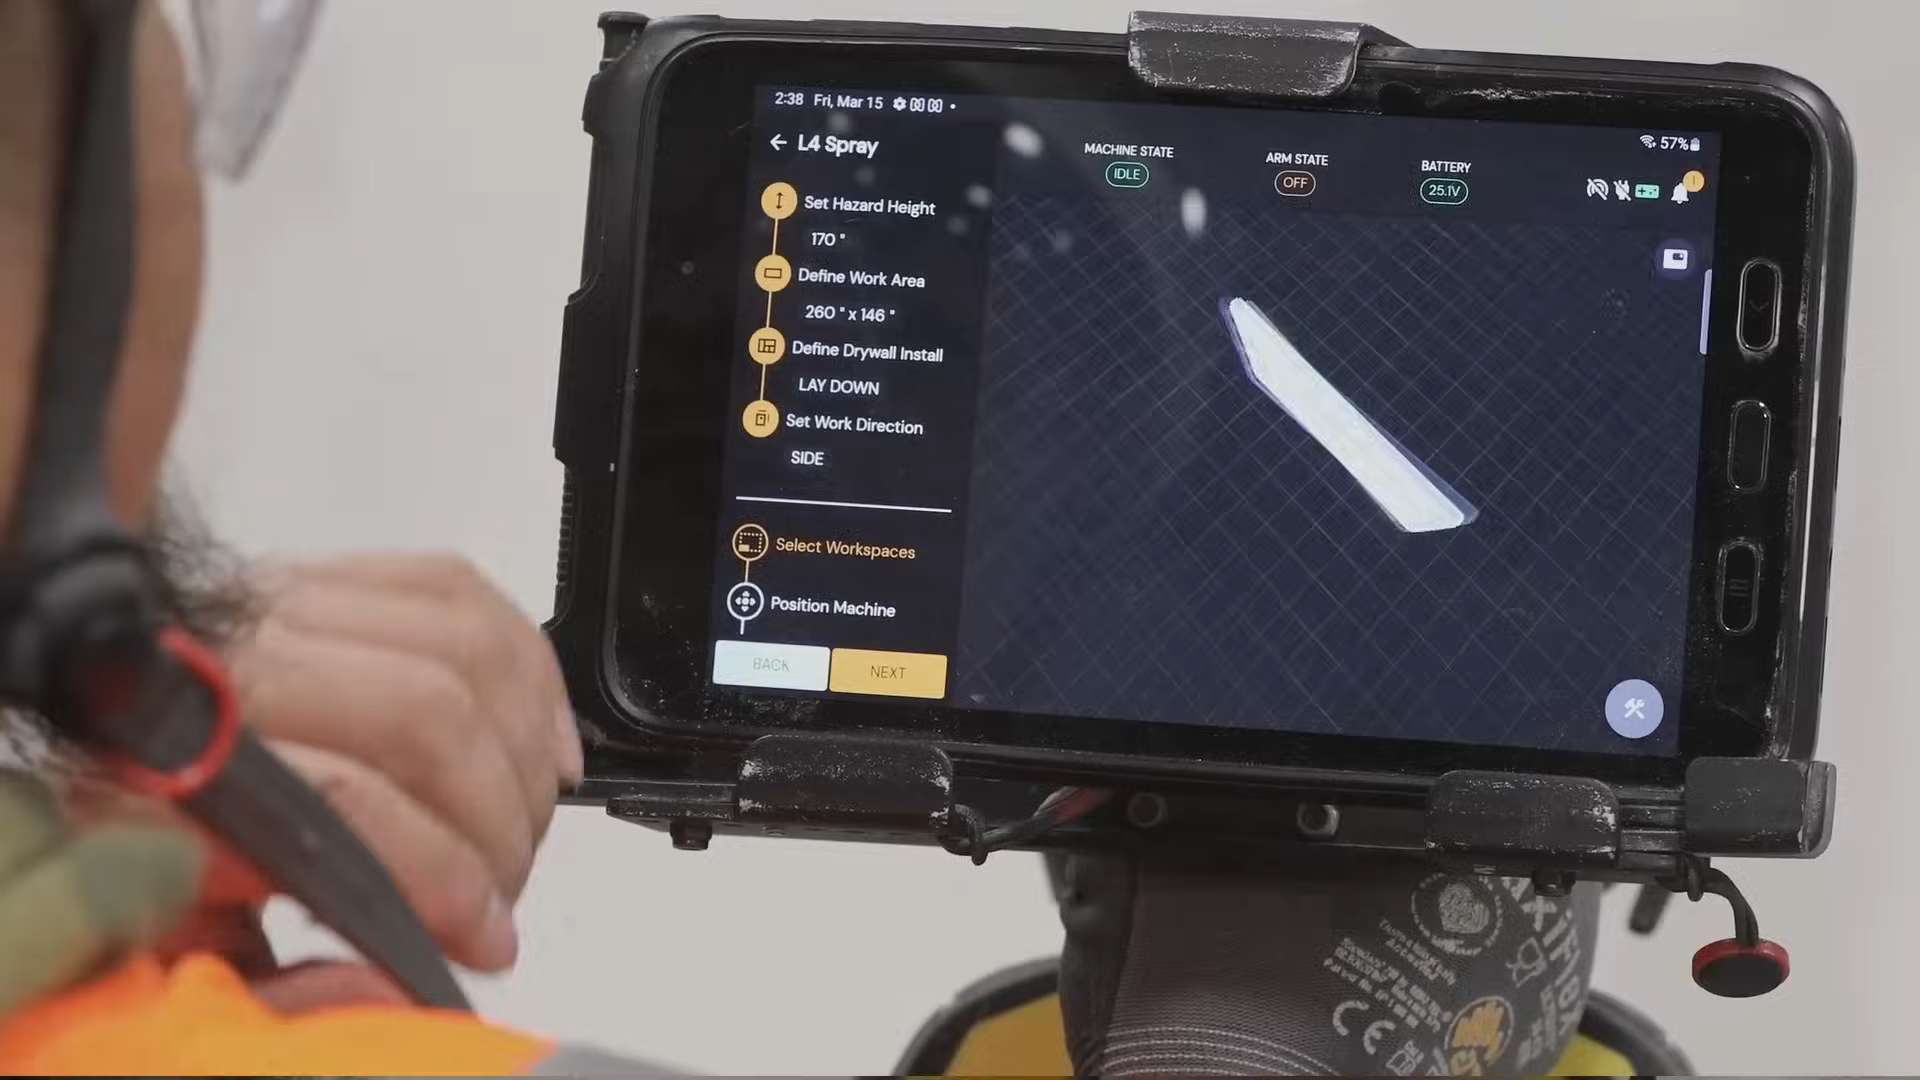 2:38 Fri, Mar 15
57%
L4 Spray
MACHINE STATE
IDLE
ARM STATE
OFF
BATTERY
25.1V
Set Hazard Height
170 "
Define Work Area
260 " x 146 "
Define Drywall Install
LAY DOWN
Set Work Direction
SIDE
Select Workspaces
Position Machine
BACK
NEXT
CE